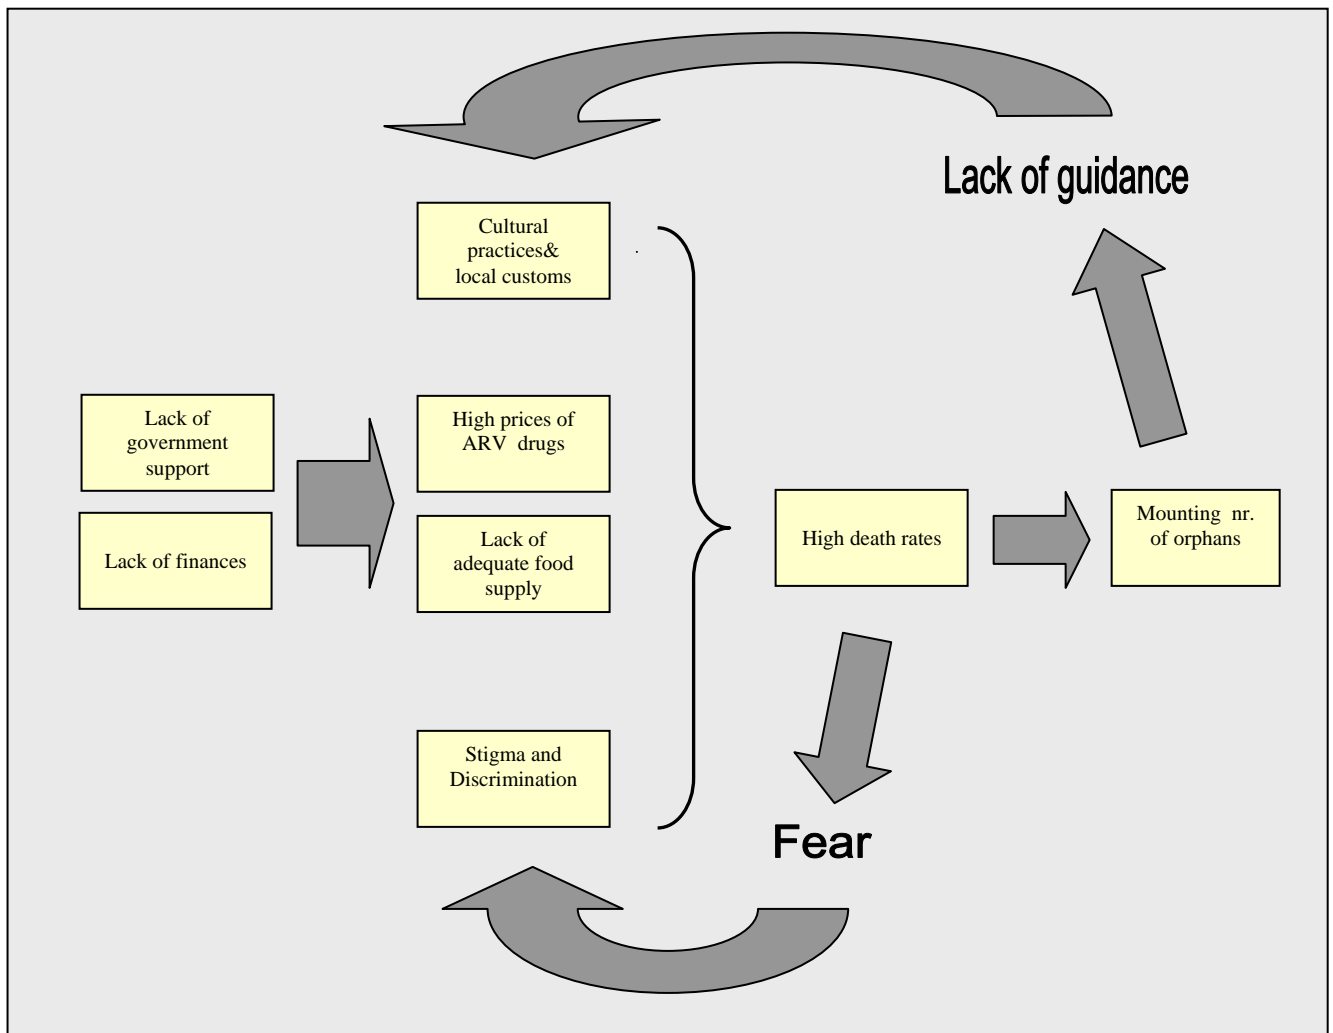 Lack of guidance
Cultural
practices&
local customs
Lack of
government
support
High prices of
ARV drugs
Lack of finances
Lack of
adequate food
supply
High death rates
Mounting nr.
of orphans
Stigma and
Discrimination
Fear